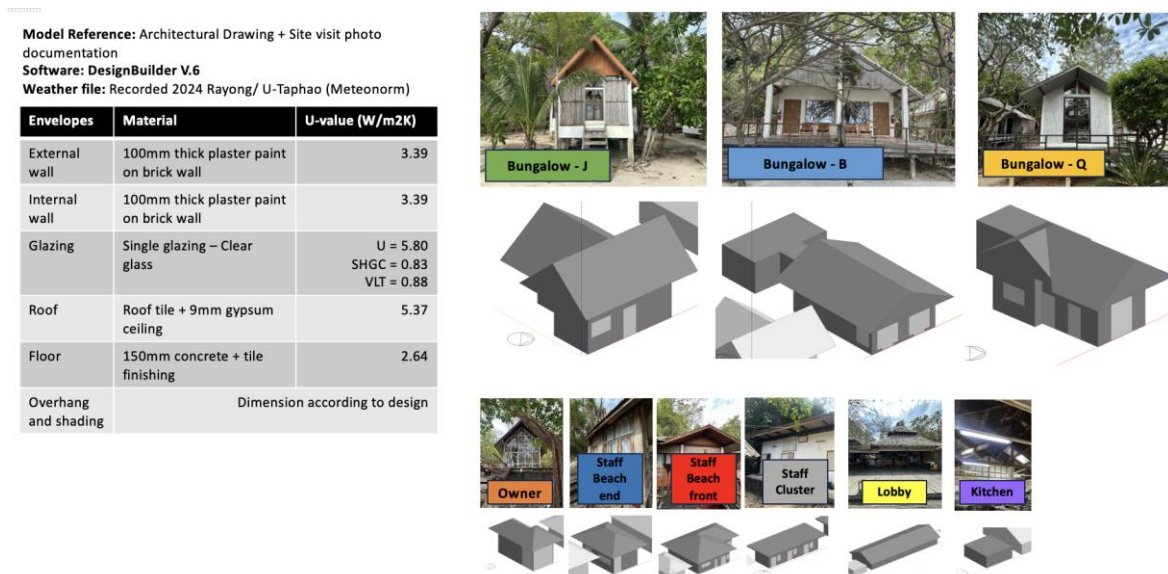 Model Reference: Architectural Drawing + Site visit photo
documentation
Software: DesignBuilder V.6
Weather file: Recorded 2024 Rayong/ U-Taphao (Meteonorm)
Envelopes Material U-value (W/m2K)
External wall 100mm thick plaster paint on brick wall 3.39
Internal wall 100mm thick plaster paint on brick wall 3.39
Glazing Single glazing – Clear glass U = 5.80
SHGC = 0.83
VLT = 0.88
Roof Roof tile + 9mm gypsum ceiling 5.37
Floor 150mm concrete + tile finishing 2.64
Overhang and shading Dimension according to design
Bungalow - J
Bungalow - B
Bungalow - Q
Owner
Staff
Beach
end
Staff
Beach
front
Staff
Cluster
Lobby
Kitchen